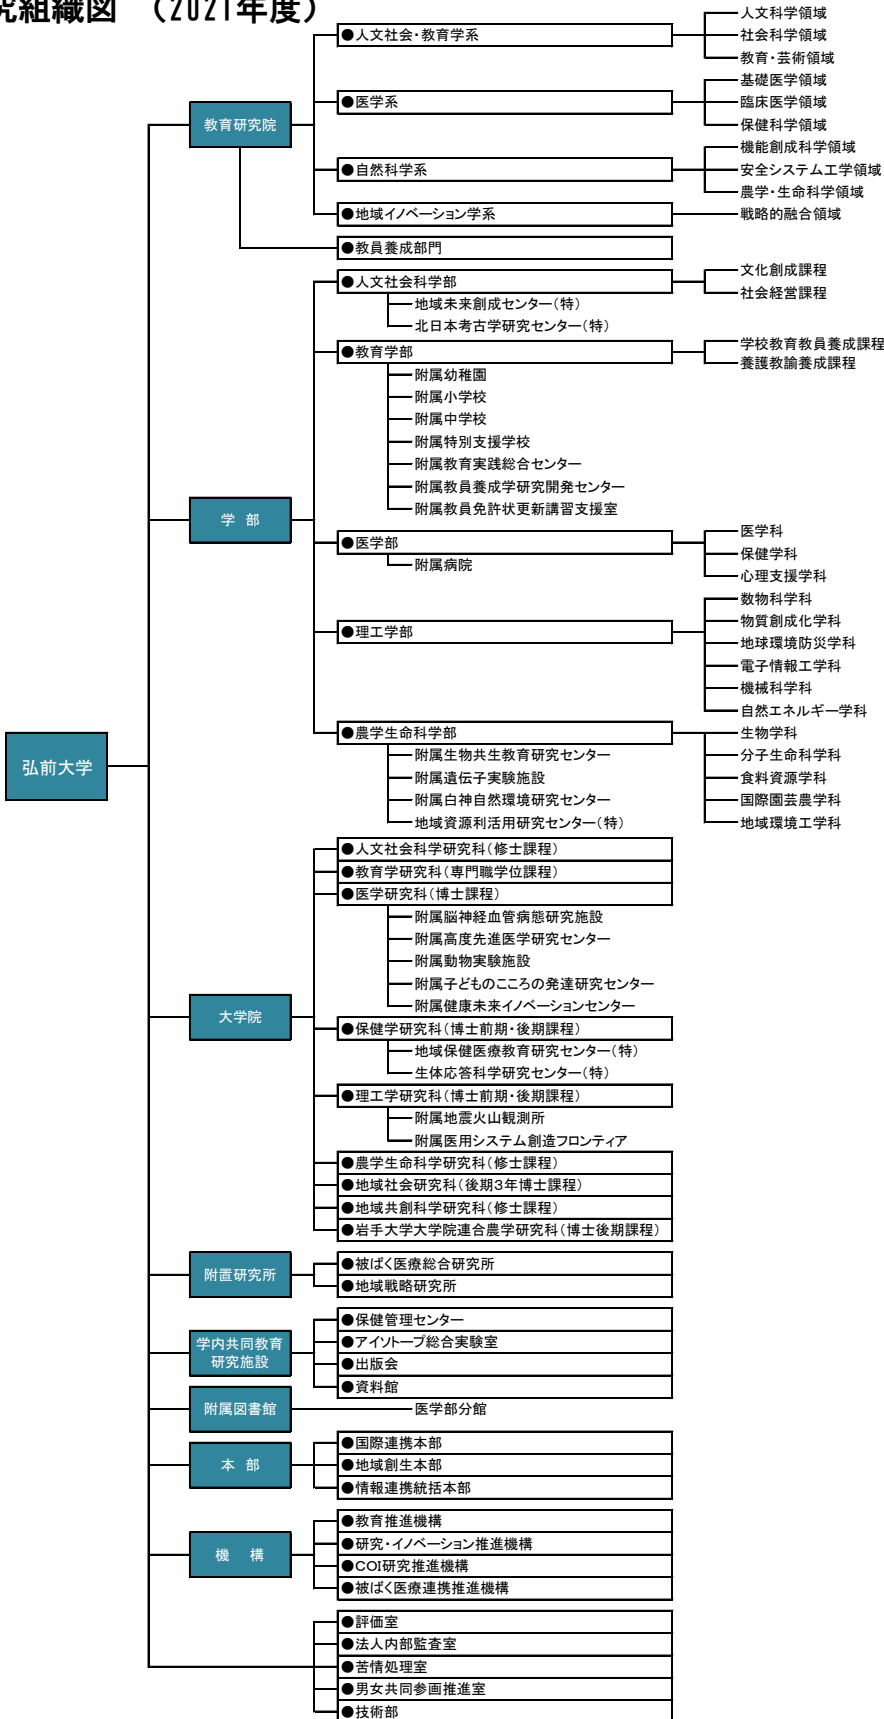 究組織図 （2021年度）
弘前大学
教育研究院
●人文社会・教育学系
人文科学領域
社会科学領域
教育・芸術領域
●医学系
基礎医学領域
臨床医学領域
保健科学領域
●自然科学系
機能創成科学領域
安全システム工学領域
農学・生命科学領域
●地域イノベーション学系
戦略的融合領域
●教員養成部門
学 部
●人文社会科学部
文化創成課程
社会経営課程
地域未来創成センター（特）
北日本考古学研究センター（特）
●教育学部
学校教育教員養成課程
養護教諭養成課程
附属幼稚園
附属小学校
附属中学校
附属特別支援学校
附属教育実践総合センター
附属教員養成学研究開発センター
附属教員免許状更新講習支援室
●医学部
医学科
保健学科
心理支援学科
附属病院
●理工学部
数物科学科
物質創成化学科
地球環境防災学科
電子情報工学科
機械科学科
自然エネルギー学科
●農学生命科学部
生物学科
分子生命科学科
食料資源学科
国際園芸農学科
地域環境工学科
附属生物共生教育研究センター
附属遺伝子実験施設
附属白神自然環境研究センター
地域資源利活用研究センター（特）
大学院
●人文社会科学研究科（修士課程）
●教育学研究科（専門職学位課程）
●医学研究科（博士課程）
附属脳神経血管病態研究施設
附属高度先進医学研究センター
附属動物実験施設
附属子どものこころの発達研究センター
附属健康未来イノベーションセンター
●保健学研究科（博士前期・後期課程）
地域保健医療教育研究センター（特）
生体応答科学研究センター（特）
●理工学研究科（博士前期・後期課程）
附属地震火山観測所
附属医用システム創造フロンティア
●農学生命科学研究科（修士課程）
●地域社会研究科（後期3年博士課程）
●地域共創科学研究科（修士課程）
●岩手大学大学院連合農学研究科（博士後期課程）
附置研究所
●被ばく医療総合研究所
●地域戦略研究所
学内共同教育
研究施設
●保健管理センター
●アイソトープ総合実験室
●出版会
●資料館
附属図書館
医学部分館
本 部
●国際連携本部
●地域創生本部
●情報連携統括本部
機 構
●教育推進機構
●研究・イノベーション推進機構
●COI研究推進機構
●被ばく医療連携推進機構
●評価室
●法人内部監査室
●苦情処理室
●男女共同参画推進室
●技術部